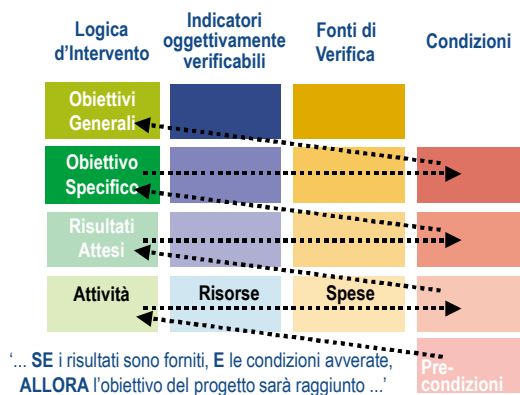 Logica
d'Intervento
Indicatori
oggettivamente
verificabili
Fonti di
Verifica
Condizioni
Obiettivi
Generali
Obiettivo
Specifico
Risultati
Attesi
Attività
Risorse
Spese
Pre-
condizioni
'... SE i risultati sono forniti, E le condizioni avverate,
ALLORA l'obiettivo del progetto sarà raggiunto ...'